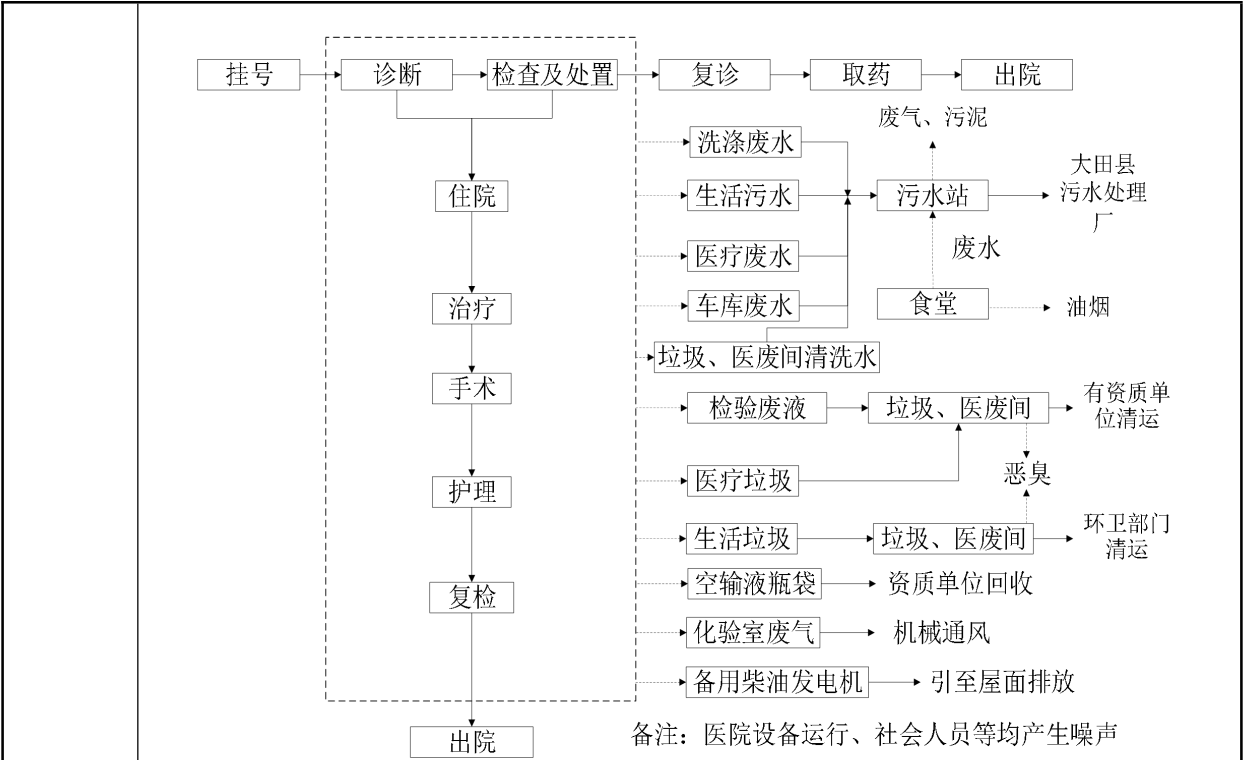 挂号
诊断
检查及处置
复诊
取药
出院
废气、污泥
洗涤废水
大田县
污水处理
厂
住院
生活污水
污水站
医疗废水
废水
治疗
车库废水
食堂
油烟
垃圾、医废间清洗水
手术
检验废液
垃圾、医废间
有资质单
位清运
护理
医疗垃圾
恶臭
生活垃圾
垃圾、医废间
环卫部门
清运
复检
空输液瓶袋
资质单位回收
化验室废气
机械通风
备用柴油发电机
引至屋面排放
出院
备注：医院设备运行、社会人员等均产生噪声